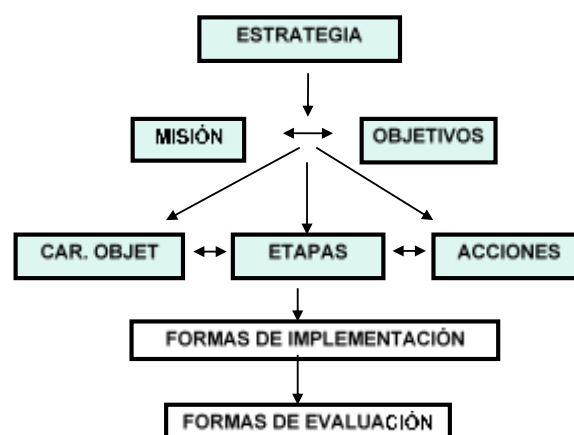 ESTRATEGIA
MISIÓN
OBJETIVOS
CAR. OBJET
ETAPAS
ACCIONES
FORMAS DE IMPLEMENTACIÓN
FORMAS DE EVALUACIÓN